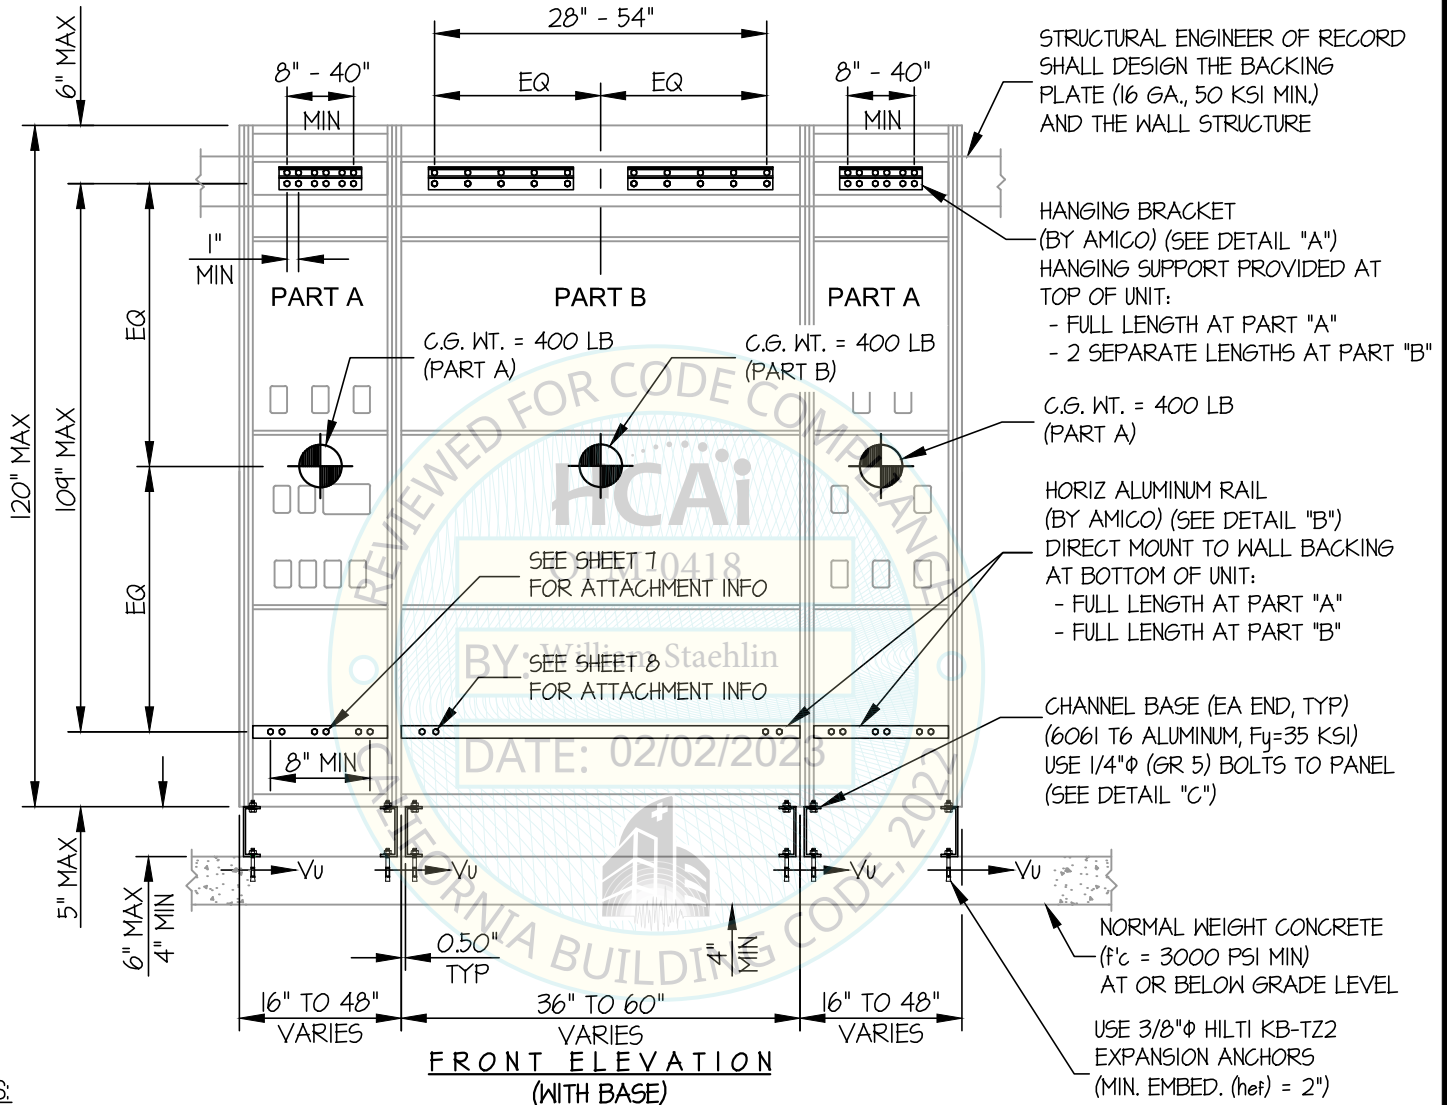 6" MAX
28" - 54"
8" - 40"
MIN
EQ
EQ
8" - 40"
MIN
STRUCTURAL ENGINEER OF RECORD
SHALL DESIGN THE BACKING
PLATE (16 GA., 50 KSI MIN.)
AND THE WALL STRUCTURE
HANGING BRACKET
(BY AMICO) (SEE DETAIL "A")
HANGING SUPPORT PROVIDED AT
TOP OF UNIT:
- FULL LENGTH AT PART "A"
- 2 SEPARATE LENGTHS AT PART "B"
1"
MIN
PART A
PART B
PART A
EQ
C.G. WT. = 400 LB
(PART A)
C.G. WT. = 400 LB
(PART B)
C.G. WT. = 400 LB
(PART A)
120" MAX
109" MAX
REVIEWED FOR CODE COMPLIANCE
HCAi
OPM-0418
BY: William Staehlin
DATE: 02/02/2023
CALIFORNIA BUILDING CODE, 2022
HORIZ ALUMINUM RAIL
(BY AMICO) (SEE DETAIL "B")
DIRECT MOUNT TO WALL BACKING
AT BOTTOM OF UNIT:
- FULL LENGTH AT PART "A"
- FULL LENGTH AT PART "B"
SEE SHEET 7
FOR ATTACHMENT INFO
EQ
SEE SHEET 8
FOR ATTACHMENT INFO
CHANNEL BASE (EA END, TYP)
(6061 T6 ALUMINUM, Fy=35 KSI)
USE 1/4"Φ (GR 5) BOLTS TO PANEL
(SEE DETAIL "C")
8" MIN
5" MAX
Vu
Vu
Vu
Vu
6" MAX
4" MIN
0.50"
TYP
4"
MIN
NORMAL WEIGHT CONCRETE
(f'c = 3000 PSI MIN)
AT OR BELOW GRADE LEVEL
16" TO 48"
VARIES
36" TO 60"
VARIES
16" TO 48"
VARIES
USE 3/8"Φ HILTI KB-TZ2
EXPANSION ANCHORS
(MIN. EMBED. (hef) = 2")
FRONT ELEVATION
(WITH BASE)